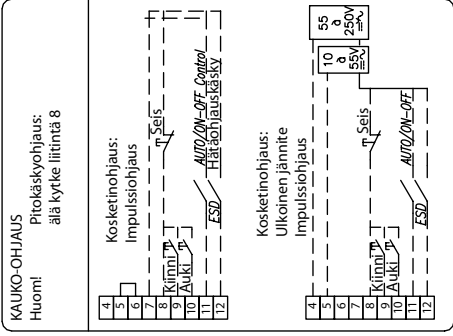 KAUKO-OHJAUS
Huom!
Pitokäskyohjaus:
älä kytke liitintä 8
Kosketinohjaus:
Impulssiohjaus
4
5
6
7
8
9
10
11
12
Seis
Kiinni
Auki
ESD
AUTO/ON-OFF Control
Hätäohjauskäsky
Kosketinohjaus:
Ulkoinen jännite
Impulssiohjaus
55
à
250V
10
à
55V
4
5
6
7
8
9
10
11
12
Seis
Kiinni
Auki
ESD
AUTO/ON-OFF